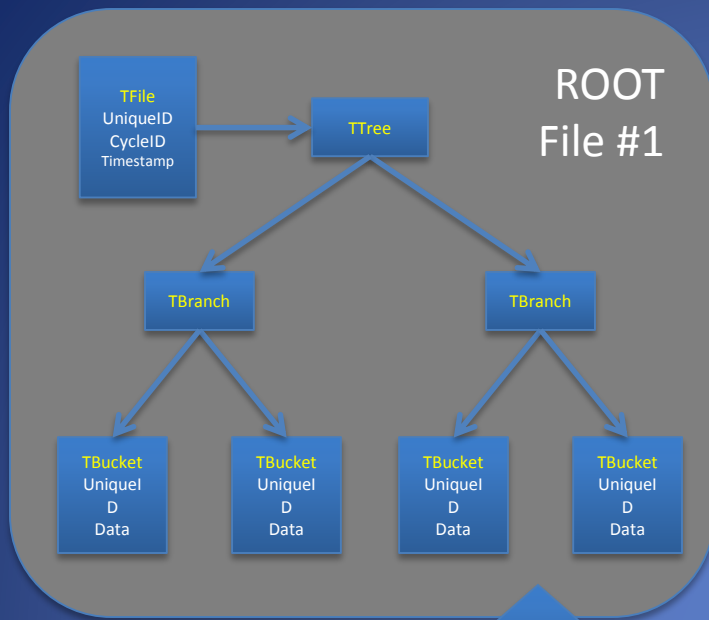 TFile
UniqueID
CycleID
Timestamp
TTree
ROOT
File #1
TBranch
TBranch
TBucket
UniqueI
D
Data
TBucket
UniqueI
D
Data
TBucket
UniqueI
D
Data
TBucket
UniqueI
D
Data